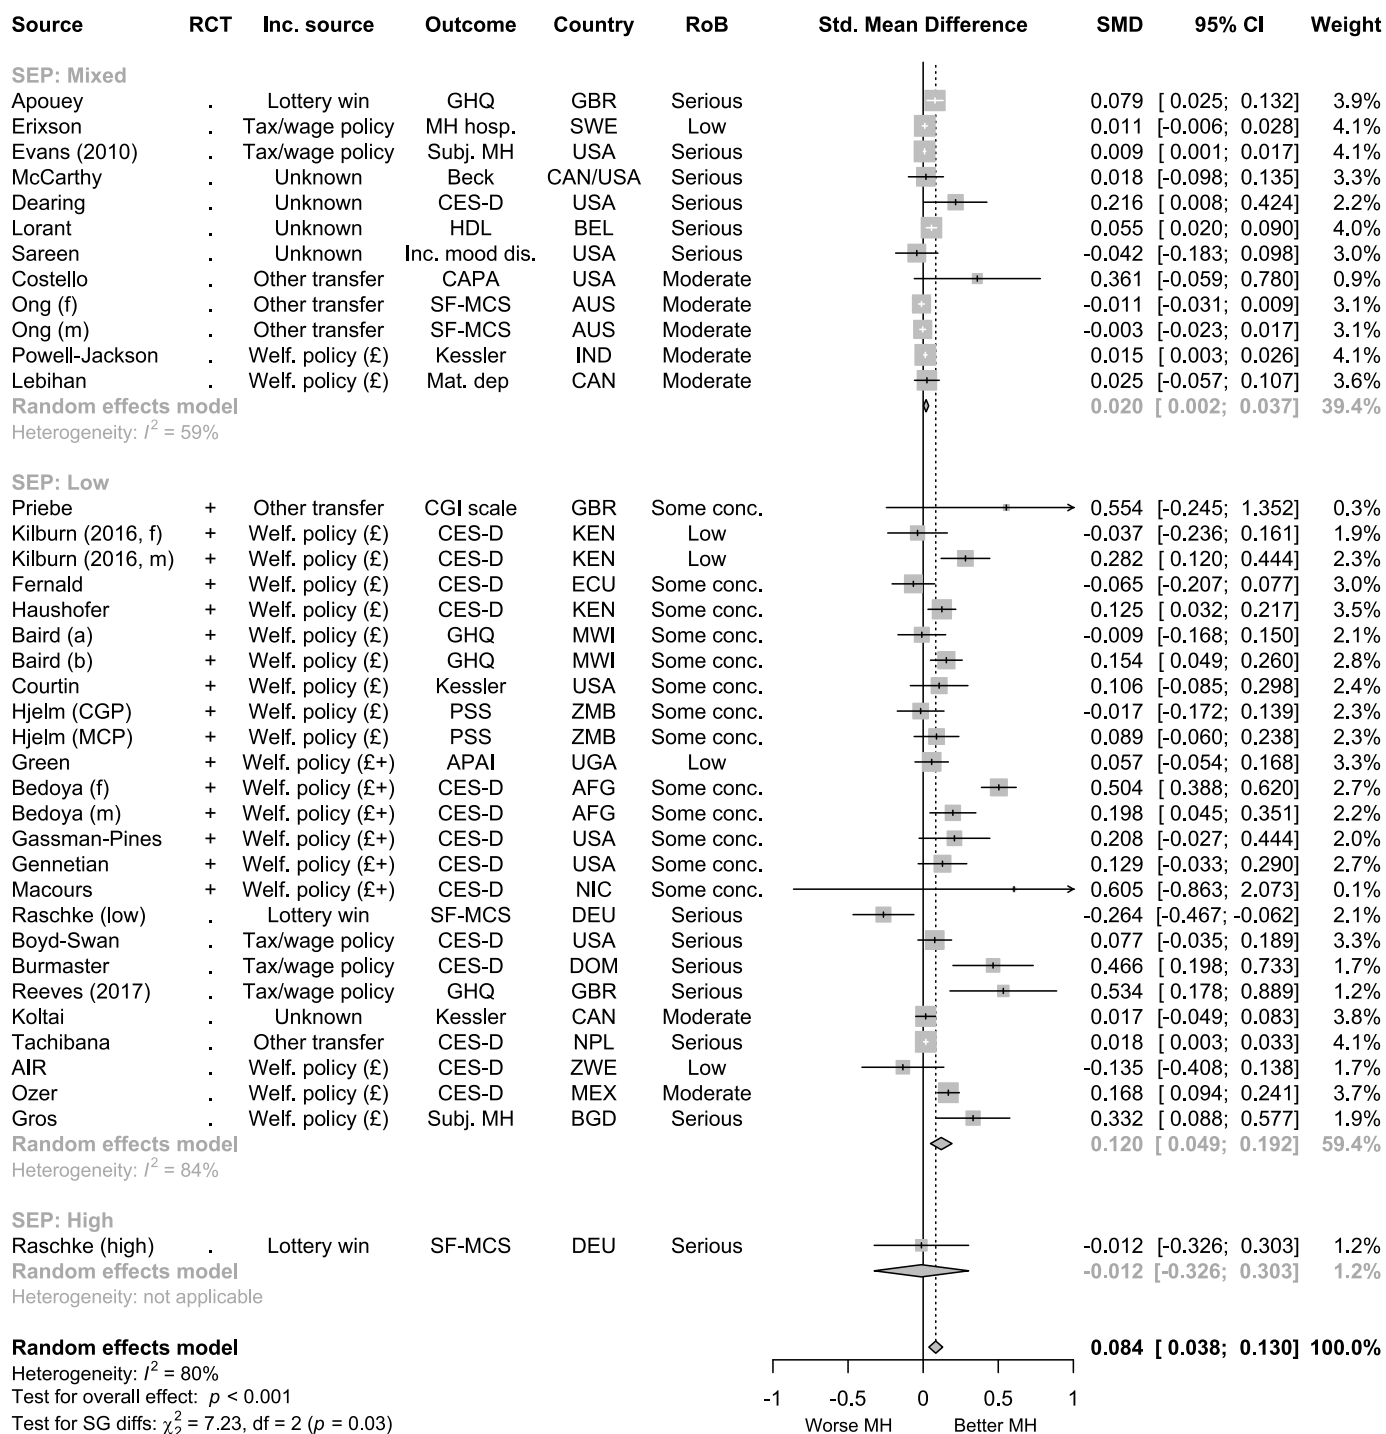 Source RCT Inc. source Outcome Country RoB Std. Mean Difference SMD 95% CI Weight
SEP: Mixed
Apouey . Lottery win GHQ GBR Serious 0.079 [ 0.025; 0.132] 3.9%
Erixson . Tax/wage policy MH hosp. SWE Low 0.011 [-0.006; 0.028] 4.1%
Evans (2010) . Tax/wage policy Subj. MH USA Serious 0.009 [ 0.001; 0.017] 4.1%
McCarthy . Unknown Beck CAN/USA Serious 0.018 [-0.098; 0.135] 3.3%
Dearing . Unknown CES-D USA Serious 0.216 [ 0.008; 0.424] 2.2%
Lorant . Unknown HDL BEL Serious 0.055 [ 0.020; 0.090] 4.0%
Sareen . Unknown Inc. mood dis. USA Serious -0.042 [-0.183; 0.098] 3.0%
Costello . Other transfer CAPA USA Moderate 0.361 [-0.059; 0.780] 0.9%
Ong (f) . Other transfer SF-MCS AUS Moderate -0.011 [-0.031; 0.009] 3.1%
Ong (m) . Other transfer SF-MCS AUS Moderate -0.003 [-0.023; 0.017] 3.1%
Powell-Jackson . Welf. policy (£) Kessler IND Moderate 0.015 [ 0.003; 0.026] 4.1%
Lebihan . Welf. policy (£) Mat. dep CAN Moderate 0.025 [-0.057; 0.107] 3.6%
Random effects model 0.020 [ 0.002; 0.037] 39.4%
Heterogeneity: I² = 59%
SEP: Low
Priebe + Other transfer CGI scale GBR Some conc. 0.554 [-0.245; 1.352] 0.3%
Kilburn (2016, f) + Welf. policy (£) CES-D KEN Low -0.037 [-0.236; 0.161] 1.9%
Kilburn (2016, m) + Welf. policy (£) CES-D KEN Low 0.282 [ 0.120; 0.444] 2.3%
Fernald + Welf. policy (£) CES-D ECU Some conc. -0.065 [-0.207; 0.077] 3.0%
Haushofer + Welf. policy (£) CES-D KEN Some conc. 0.125 [ 0.032; 0.217] 3.5%
Baird (a) + Welf. policy (£) GHQ MWI Some conc. -0.009 [-0.168; 0.150] 2.1%
Baird (b) + Welf. policy (£) GHQ MWI Some conc. 0.154 [ 0.049; 0.260] 2.8%
Courtin + Welf. policy (£) Kessler USA Some conc. 0.106 [-0.085; 0.298] 2.4%
Hjelm (CGP) + Welf. policy (£) PSS ZMB Some conc. -0.017 [-0.172; 0.139] 2.3%
Hjelm (MCP) + Welf. policy (£) PSS ZMB Some conc. 0.089 [-0.060; 0.238] 2.3%
Green + Welf. policy (£+) APAI UGA Low 0.057 [-0.054; 0.168] 3.3%
Bedoya (f) + Welf. policy (£+) CES-D AFG Some conc. 0.504 [ 0.388; 0.620] 2.7%
Bedoya (m) + Welf. policy (£+) CES-D AFG Some conc. 0.198 [ 0.045; 0.351] 2.2%
Gassman-Pines + Welf. policy (£+) CES-D USA Some conc. 0.208 [-0.027; 0.444] 2.0%
Gennetian + Welf. policy (£+) CES-D USA Some conc. 0.129 [-0.033; 0.290] 2.7%
Macours + Welf. policy (£+) CES-D NIC Some conc. 0.605 [-0.863; 2.073] 0.1%
Raschke (low) . Lottery win SF-MCS DEU Serious -0.264 [-0.467; -0.062] 2.1%
Boyd-Swan . Tax/wage policy CES-D USA Serious 0.077 [-0.035; 0.189] 3.3%
Burmaster . Tax/wage policy CES-D DOM Serious 0.466 [ 0.198; 0.733] 1.7%
Reeves (2017) . Tax/wage policy GHQ GBR Serious 0.534 [ 0.178; 0.889] 1.2%
Koltai . Unknown Kessler CAN Moderate 0.017 [-0.049; 0.083] 3.8%
Tachibana . Other transfer CES-D NPL Serious 0.018 [ 0.003; 0.033] 4.1%
AIR . Welf. policy (£) CES-D ZWE Low -0.135 [-0.408; 0.138] 1.7%
Ozer . Welf. policy (£) CES-D MEX Moderate 0.168 [ 0.094; 0.241] 3.7%
Gros . Welf. policy (£) Subj. MH BGD Serious 0.332 [ 0.088; 0.577] 1.9%
Random effects model 0.120 [ 0.049; 0.192] 59.4%
Heterogeneity: I² = 84%
SEP: High
Raschke (high) . Lottery win SF-MCS DEU Serious -0.012 [-0.326; 0.303] 1.2%
Random effects model -0.012 [-0.326; 0.303] 1.2%
Heterogeneity: not applicable
Random effects model 0.084 [ 0.038; 0.130] 100.0%
Heterogeneity: I² = 80%
Test for overall effect: p < 0.001
-1 -0.5 0 0.5 1
Test for SG diffs: χ₂² = 7.23, df = 2 (p = 0.03)
Worse MH Better MH